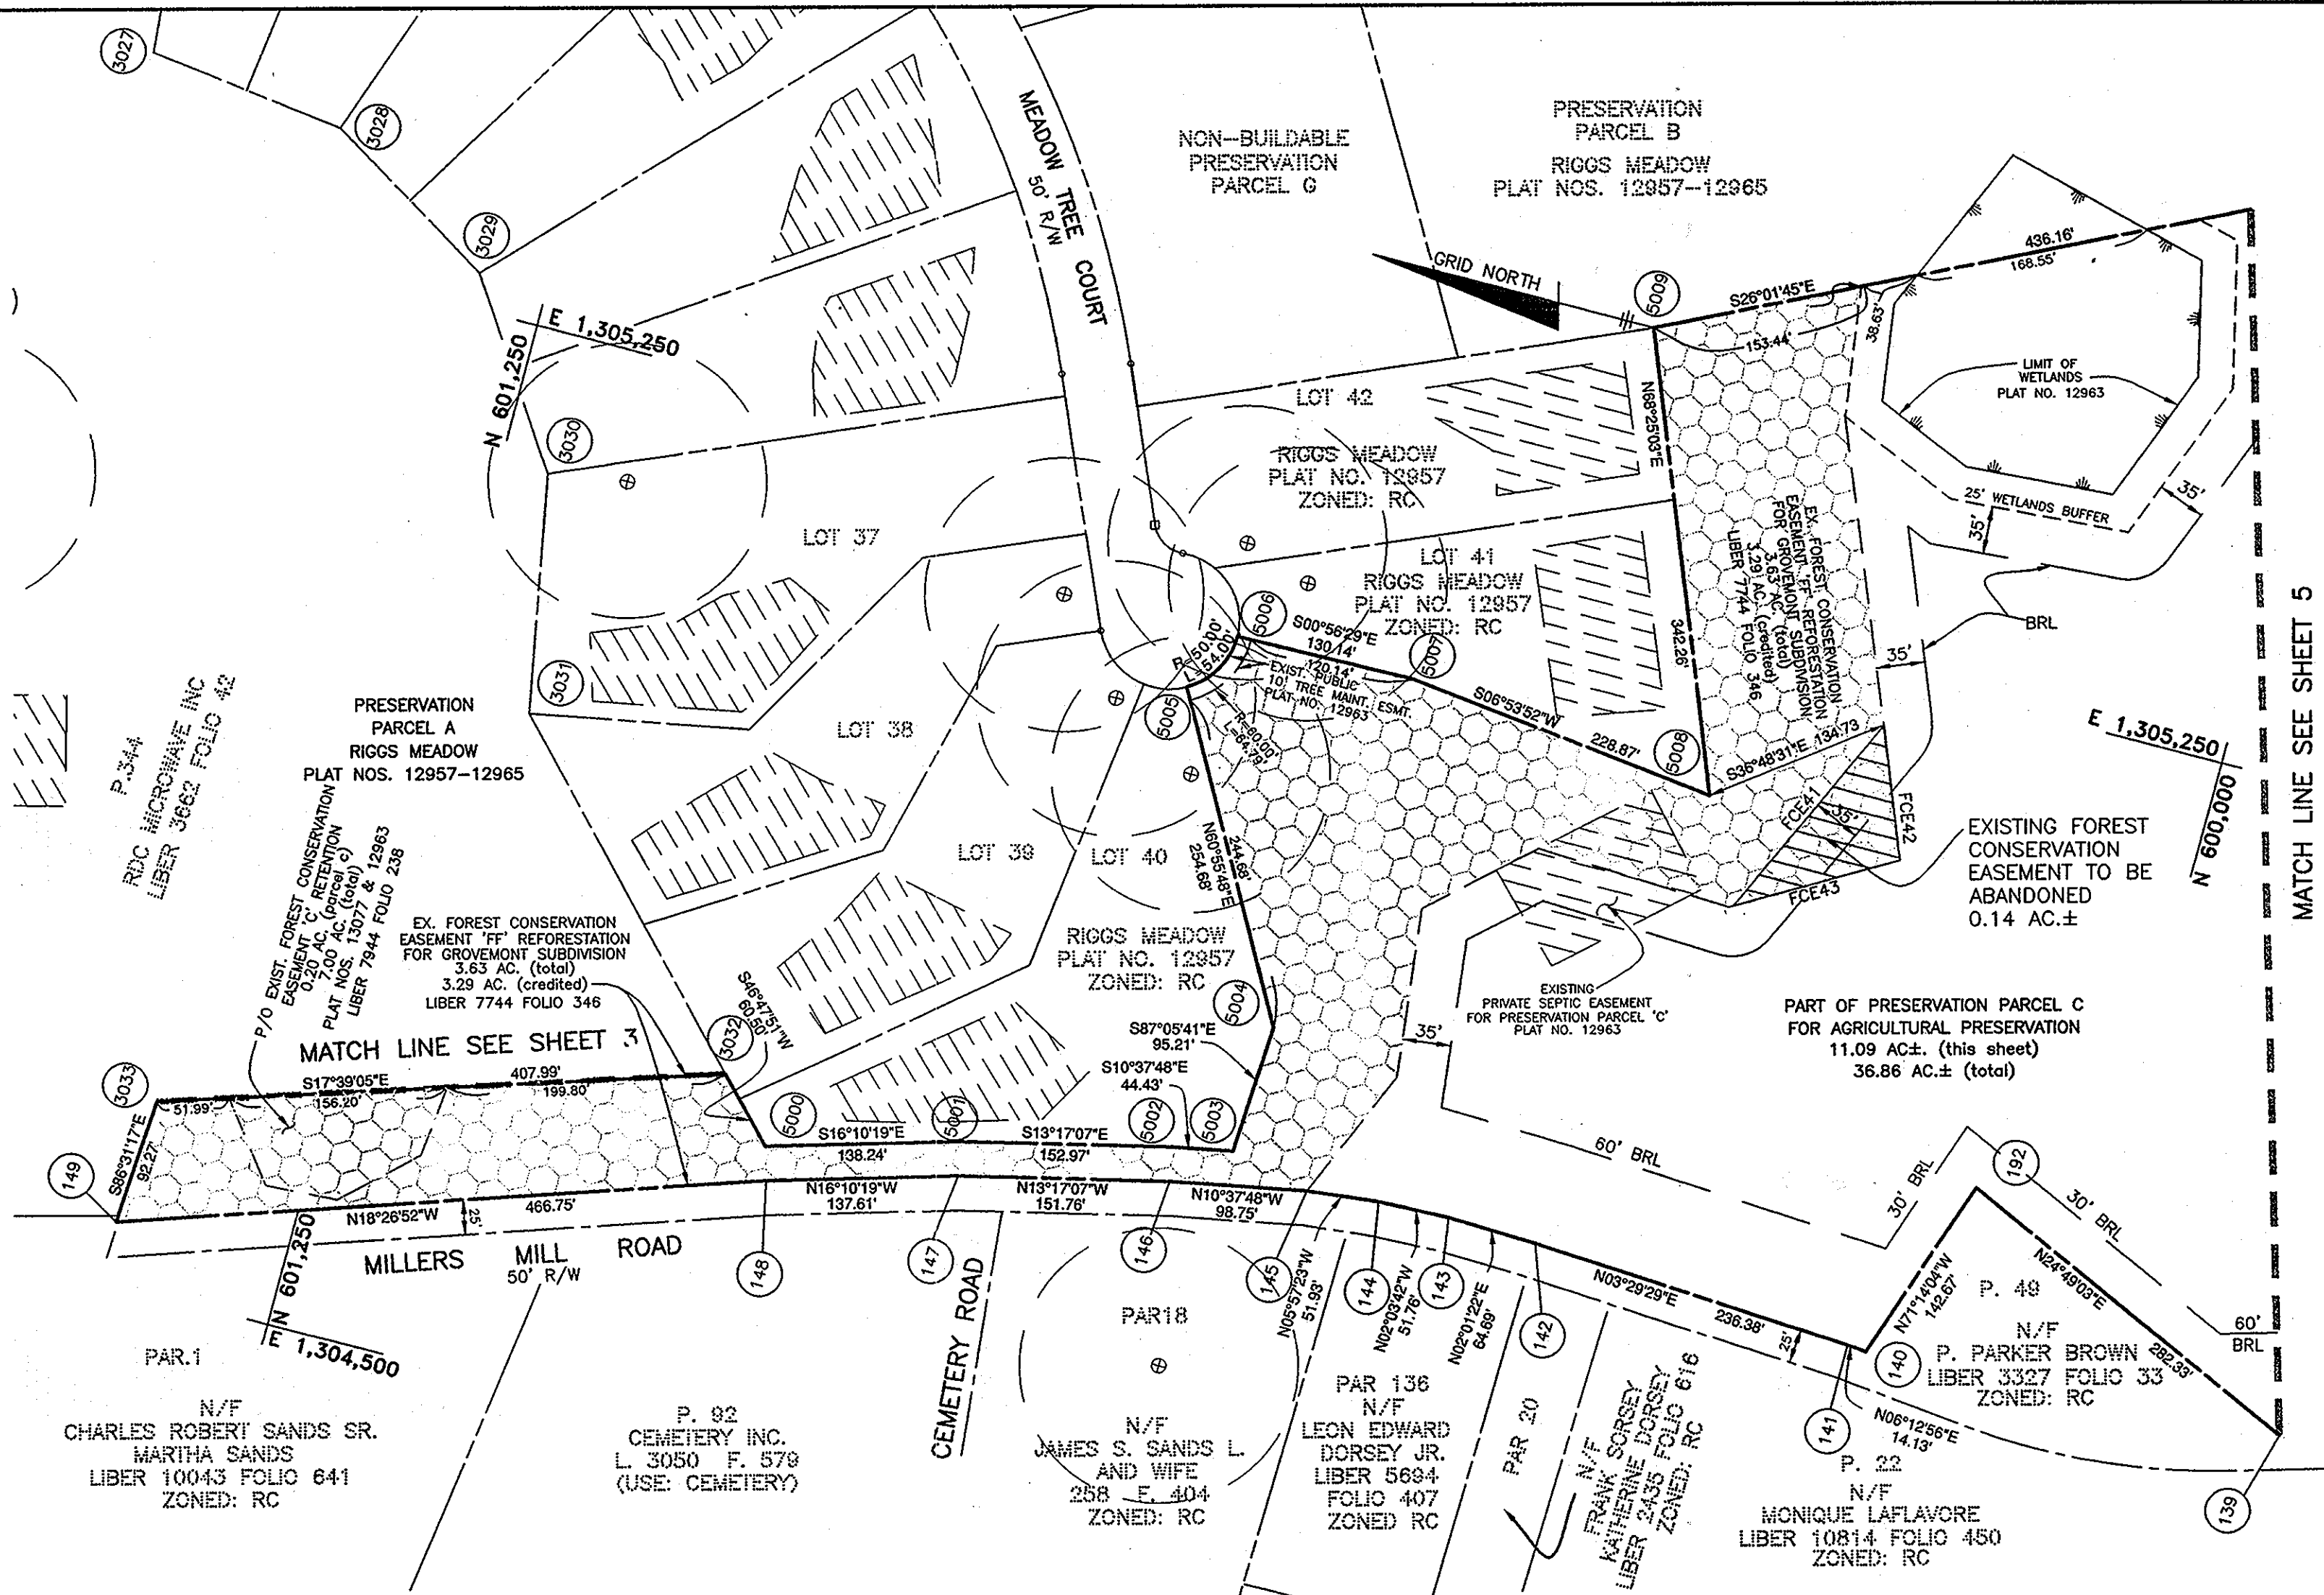 3027
3028
3029
3030
3031
3032
3033
149
MEADOW TREE COURT
50' R/W
NON--BUILDABLE
PRESERVATION
PARCEL G
PRESERVATION
PARCEL B
RIGGS MEADOW
PLAT NOS. 12957--12965
GRID NORTH
5009
S26°01'45"E
436.16'
168.55'
153.44'
38.63'
LIMIT OF
WETLANDS
PLAT NO. 12963
25' WETLANDS BUFFER
35'
35'
BRL
35'
E 1,305,250
N 601,250
LOT 42
RIGGS MEADOW
PLAT NO. 12957
ZONED: RC
N68°25'03"E
342.26'
EX. FOREST CONSERVATION
EASEMENT 'FF' REFORESTATION
FOR GROVEMONT SUBDIVISION
3.63 AC. (total)
3.29 AC. (credited)
LIBER 7744 FOLIO 346
LOT 41
RIGGS MEADOW
PLAT NO. 12957
ZONED: RC
LOT 37
LOT 38
LOT 39
LOT 40
RIGGS MEADOW
PLAT NO. 12957
ZONED: RC
5006
S00°56'29"E
130.14'
120.14'
5007
R=50.00'
L=54.00'
EXIST. PUBLIC
10' TREE MAINT. ESMT.
PLAT NO. 12963
R=60.00'
L=64.79'
5005
S06°53'52"W
228.87'
5008
S36°48'31"E 134.73
FCE41
35'
FCE42
FCE43
EXISTING FOREST
CONSERVATION
EASEMENT TO BE
ABANDONED
0.14 AC.±
E 1,305,250
N 600,000
MATCH LINE SEE SHEET 5
P.344
RDC MICROWAVE INC
LIBER 3662 FOLIO 42
PRESERVATION
PARCEL A
RIGGS MEADOW
PLAT NOS. 12957--12965
P/O EXIST. FOREST CONSERVATION
EASEMENT 'C' RETENTION
0.20 AC. (parcel c)
7.00 AC. (total)
PLAT NOS. 13077 & 12963
LIBER 7944 FOLIO 238
EX. FOREST CONSERVATION
EASEMENT 'FF' REFORESTATION
FOR GROVEMONT SUBDIVISION
3.63 AC. (total)
3.29 AC. (credited)
LIBER 7744 FOLIO 346
MATCH LINE SEE SHEET 3
S46°47'51"W
60.50'
N60°55'48"E
244.68'
254.68'
5004
S87°05'41"E
95.21'
S10°37'48"E
44.43'
35'
EXISTING
PRIVATE SEPTIC EASEMENT
FOR PRESERVATION PARCEL 'C'
PLAT NO. 12963
PART OF PRESERVATION PARCEL C
FOR AGRICULTURAL PRESERVATION
11.09 AC±. (this sheet)
36.86 AC.± (total)
S17°39'05"E
407.99'
51.99'
156.20'
199.80'
S86°31'17"E
92.27'
5000
5001
5002
5003
S16°10'19"E
138.24'
S13°17'07"E
152.97'
N18°26'52"W
466.75'
25'
N16°10'19"W
137.61'
N13°17'07"W
151.76'
N10°37'48"W
98.75'
60' BRL
30' BRL
192
30' BRL
60'
BRL
N 601,250
E 1,304,500
MILLERS MILL ROAD
50' R/W
148
147
146
145
144
143
142
141
140
139
CEMETERY ROAD
N05°57'23"W
51.93'
N02°03'42"W
51.76'
N02°01'22"E
64.69'
N03°29'29"E
236.38'
25'
N71°14'04"W
142.67'
N24°49'03"E
282.33'
N06°12'56"E
14.13'
P. 49
N/F
P. PARKER BROWN
LIBER 3327 FOLIO 33
ZONED: RC
PAR.1
N/F
CHARLES ROBERT SANDS SR.
MARTHA SANDS
LIBER 10043 FOLIO 641
ZONED: RC
P. 92
CEMETERY INC.
L. 3050 F. 579
(USE: CEMETERY)
PAR18
N/F
JAMES S. SANDS L.
AND WIFE
258 F. 404
ZONED: RC
PAR 136
N/F
LEON EDWARD
DORSEY JR.
LIBER 5694
FOLIO 407
ZONED RC
PAR 20
N/F
FRANK SORSEY
KATHERINE DORSEY
LIBER 2435 FOLIO 616
ZONED: RC
P. 22
N/F
MONIQUE LAFLAVORE
LIBER 10814 FOLIO 450
ZONED: RC